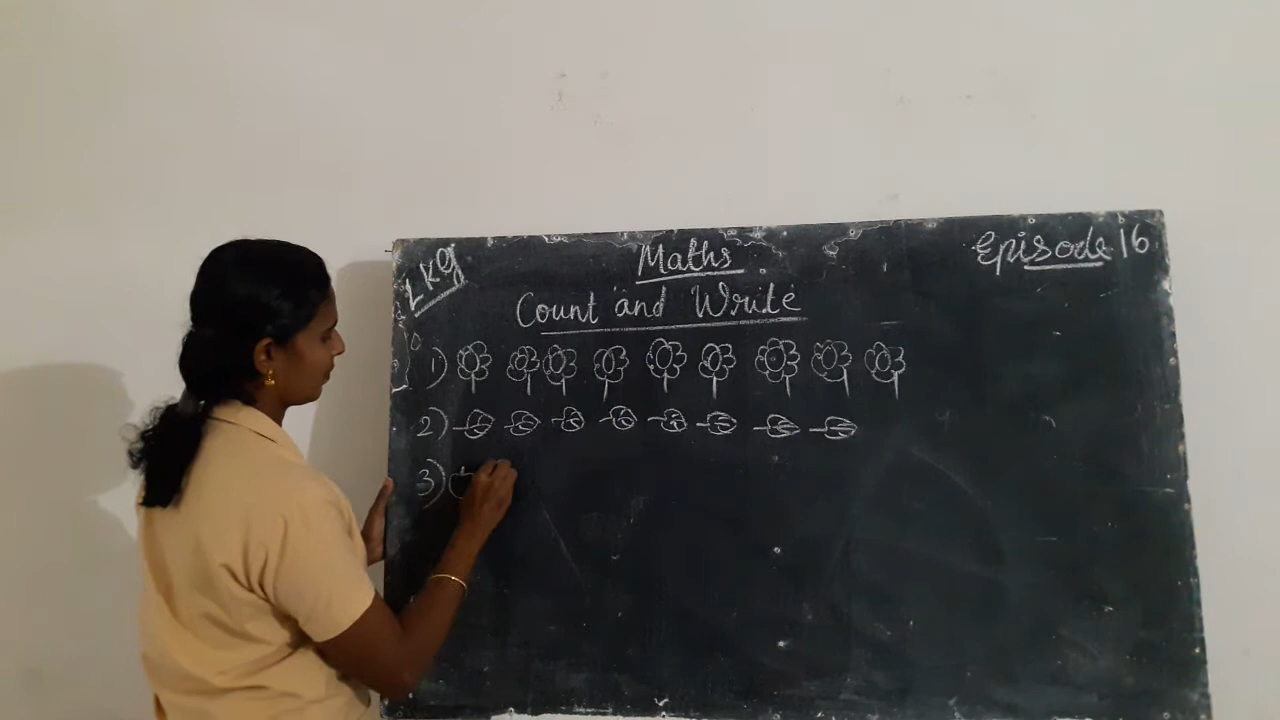 LKG
Maths
Episode 16
Count and Write
1)
2)
3)